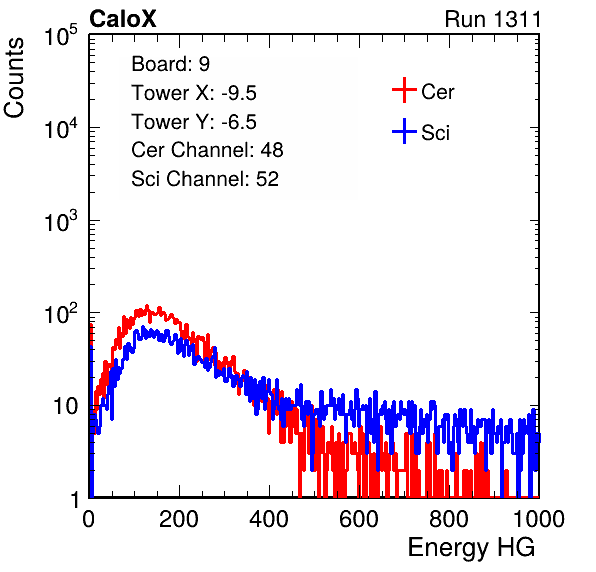 CaloX Run 1311
Counts
10^5
10^4
10^3
10^2
10
1
Board: 9
Tower X: -9.5
Tower Y: -6.5
Cer Channel: 48
Sci Channel: 52
Cer
Sci
0 200 400 600 800 1000
Energy HG